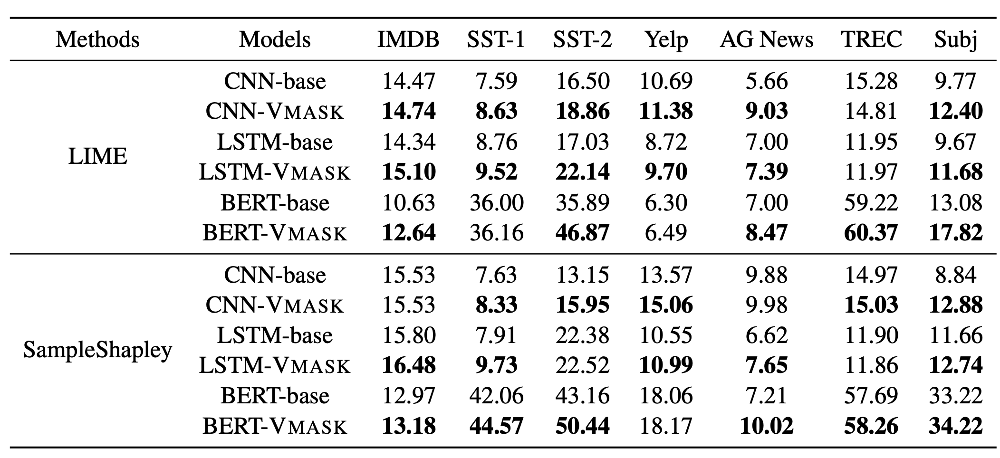 Methods Models IMDB SST-1 SST-2 Yelp AG News TREC Subj
LIME
CNN-base 14.47 7.59 16.50 10.69 5.66 15.28 9.77
CNN-VMASK 14.74 8.63 18.86 11.38 9.03 14.81 12.40
LSTM-base 14.34 8.76 17.03 8.72 7.00 11.95 9.67
LSTM-VMASK 15.10 9.52 22.14 9.70 7.39 11.97 11.68
BERT-base 10.63 36.00 35.89 6.30 7.00 59.22 13.08
BERT-VMASK 12.64 36.16 46.87 6.49 8.47 60.37 17.82
SampleShapley
CNN-base 15.53 7.63 13.15 13.57 9.88 14.97 8.84
CNN-VMASK 15.53 8.33 15.95 15.06 9.98 15.03 12.88
LSTM-base 15.80 7.91 22.38 10.55 6.62 11.90 11.66
LSTM-VMASK 16.48 9.73 22.52 10.99 7.65 11.86 12.74
BERT-base 12.97 42.06 43.16 18.06 7.21 57.69 33.22
BERT-VMASK 13.18 44.57 50.44 18.17 10.02 58.26 34.22